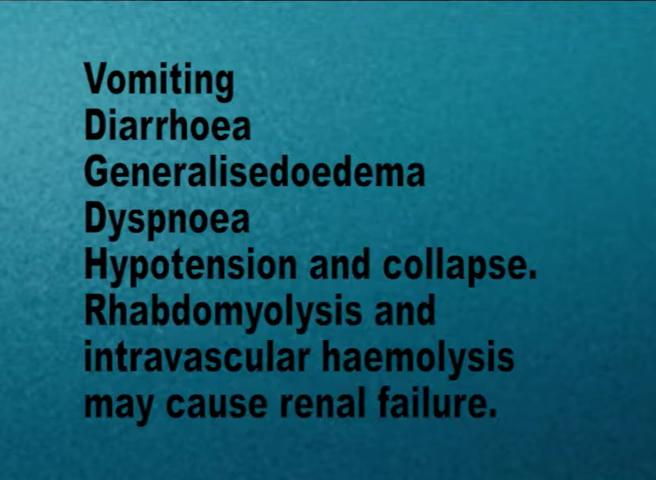 Vomiting
Diarrhoea
Generalisedoedema
Dyspnoea
Hypotension and collapse.
Rhabdomyolysis and
intravascular haemolysis
may cause renal failure.